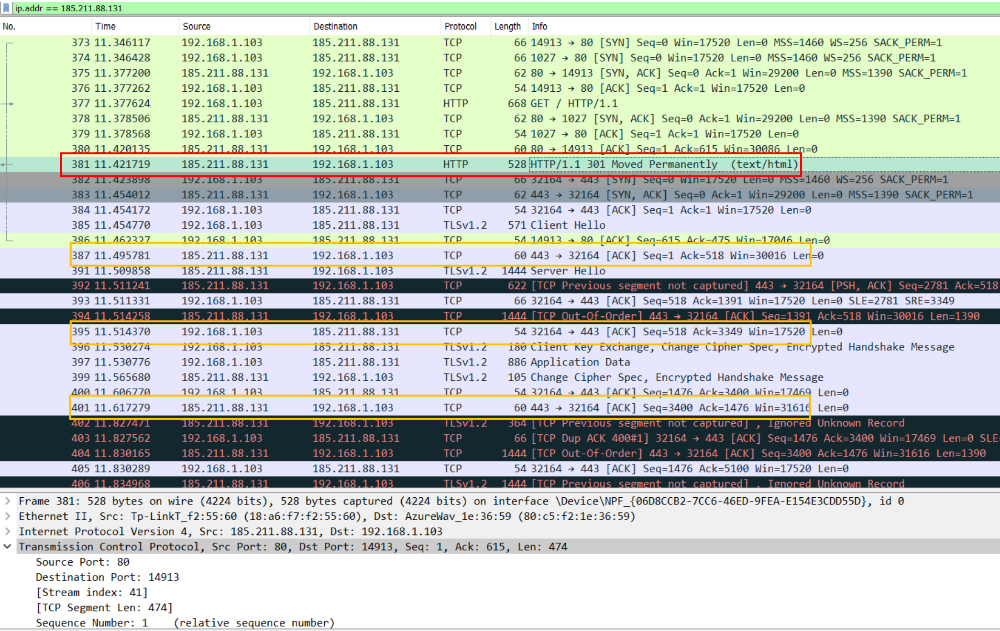 ip.addr == 185.211.88.131
No. Time Source Destination Protocol Length Info
373 11.346117 192.168.1.103 185.211.88.131 TCP 66 14913 → 80 [SYN] Seq=0 Win=17520 Len=0 MSS=1460 WS=256 SACK_PERM=1
374 11.346428 192.168.1.103 185.211.88.131 TCP 66 1027 → 80 [SYN] Seq=0 Win=17520 Len=0 MSS=1460 WS=256 SACK_PERM=1
375 11.377200 185.211.88.131 192.168.1.103 TCP 62 80 → 14913 [SYN, ACK] Seq=0 Ack=1 Win=29200 Len=0 MSS=1390 SACK_PERM=1
376 11.377262 192.168.1.103 185.211.88.131 TCP 54 14913 → 80 [ACK] Seq=1 Ack=1 Win=17520 Len=0
377 11.377624 192.168.1.103 185.211.88.131 HTTP 668 GET / HTTP/1.1
378 11.378506 185.211.88.131 192.168.1.103 TCP 62 80 → 1027 [SYN, ACK] Seq=0 Ack=1 Win=29200 Len=0 MSS=1390 SACK_PERM=1
379 11.378568 192.168.1.103 185.211.88.131 TCP 54 1027 → 80 [ACK] Seq=1 Ack=1 Win=17520 Len=0
380 11.420135 185.211.88.131 192.168.1.103 TCP 60 80 → 14913 [ACK] Seq=1 Ack=615 Win=30086 Len=0
381 11.421719 185.211.88.131 192.168.1.103 HTTP 528 HTTP/1.1 301 Moved Permanently (text/html)
382 11.423898 192.168.1.103 185.211.88.131 TCP 66 32164 → 443 [SYN] Seq=0 Win=17520 Len=0 MSS=1460 WS=256 SACK_PERM=1
383 11.454012 185.211.88.131 192.168.1.103 TCP 62 443 → 32164 [SYN, ACK] Seq=0 Ack=1 Win=29200 Len=0 MSS=1390 SACK_PERM=1
384 11.454172 192.168.1.103 185.211.88.131 TCP 54 32164 → 443 [ACK] Seq=1 Ack=1 Win=17520 Len=0
385 11.454770 192.168.1.103 185.211.88.131 TLSv1.2 571 Client Hello
386 11.462327 192.168.1.103 185.211.88.131 TCP 54 14913 → 80 [ACK] Seq=615 Ack=475 Win=17046 Len=0
387 11.495781 185.211.88.131 192.168.1.103 TCP 60 443 → 32164 [ACK] Seq=1 Ack=518 Win=30016 Len=0
391 11.509858 185.211.88.131 192.168.1.103 TLSv1.2 1444 Server Hello
392 11.511241 185.211.88.131 192.168.1.103 TCP 622 [TCP Previous segment not captured] 443 → 32164 [PSH, ACK] Seq=2781 Ack=518
393 11.511331 192.168.1.103 185.211.88.131 TCP 66 32164 → 443 [ACK] Seq=518 Ack=1391 Win=17520 Len=0 SLE=2781 SRE=3349
394 11.514258 185.211.88.131 192.168.1.103 TCP 1444 [TCP Out-Of-Order] 443 → 32164 [ACK] Seq=1391 Ack=518 Win=30016 Len=1390
395 11.514370 192.168.1.103 185.211.88.131 TCP 54 32164 → 443 [ACK] Seq=518 Ack=3349 Win=17520 Len=0
396 11.530274 192.168.1.103 185.211.88.131 TLSv1.2 180 Client Key Exchange, Change Cipher Spec, Encrypted Handshake Message
397 11.530776 192.168.1.103 185.211.88.131 TLSv1.2 886 Application Data
399 11.565680 185.211.88.131 192.168.1.103 TLSv1.2 105 Change Cipher Spec, Encrypted Handshake Message
400 11.606770 192.168.1.103 185.211.88.131 TCP 54 32164 → 443 [ACK] Seq=1476 Ack=3400 Win=17469 Len=0
401 11.617279 185.211.88.131 192.168.1.103 TCP 60 443 → 32164 [ACK] Seq=3400 Ack=1476 Win=31616 Len=0
402 11.827471 185.211.88.131 192.168.1.103 TLSv1.2 364 [TCP Previous segment not captured] , Ignored Unknown Record
403 11.827562 192.168.1.103 185.211.88.131 TCP 66 [TCP Dup ACK 400#1] 32164 → 443 [ACK] Seq=1476 Ack=3400 Win=17469 Len=0 SLE=
404 11.830165 185.211.88.131 192.168.1.103 TCP 1444 [TCP Out-Of-Order] 443 → 32164 [ACK] Seq=3400 Ack=1476 Win=31616 Len=1390
405 11.830289 192.168.1.103 185.211.88.131 TCP 54 32164 → 443 [ACK] Seq=1476 Ack=5100 Win=17520 Len=0
406 11.834968 185.211.88.131 192.168.1.103 TLSv1.2 1444 [TCP Previous segment not captured] , Ignored Unknown Record
Frame 381: 528 bytes on wire (4224 bits), 528 bytes captured (4224 bits) on interface \Device\NPF_{06D8CCB2-7CC6-46ED-9FEA-E154E3CDD55D}, id 0
Ethernet II, Src: Tp-LinkT_f2:55:60 (18:a6:f7:f2:55:60), Dst: AzureWav_1e:36:59 (80:c5:f2:1e:36:59)
Internet Protocol Version 4, Src: 185.211.88.131, Dst: 192.168.1.103
Transmission Control Protocol, Src Port: 80, Dst Port: 14913, Seq: 1, Ack: 615, Len: 474
Source Port: 80
Destination Port: 14913
[Stream index: 41]
[TCP Segment Len: 474]
Sequence Number: 1 (relative sequence number)